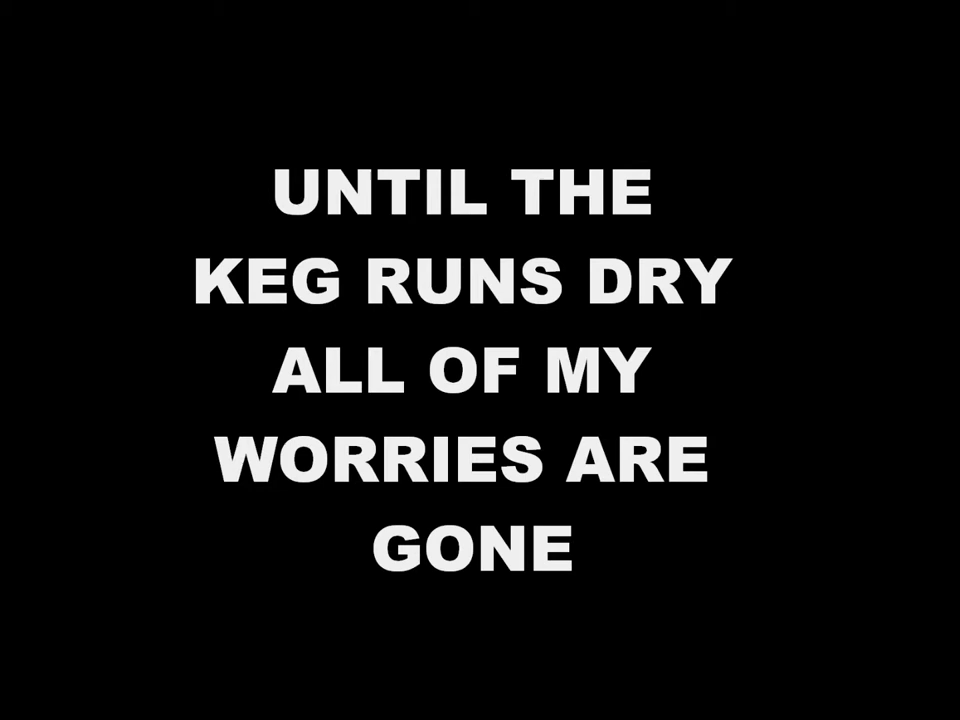 UNTIL THE
KEG RUNS DRY
ALL OF MY
WORRIES ARE
GONE